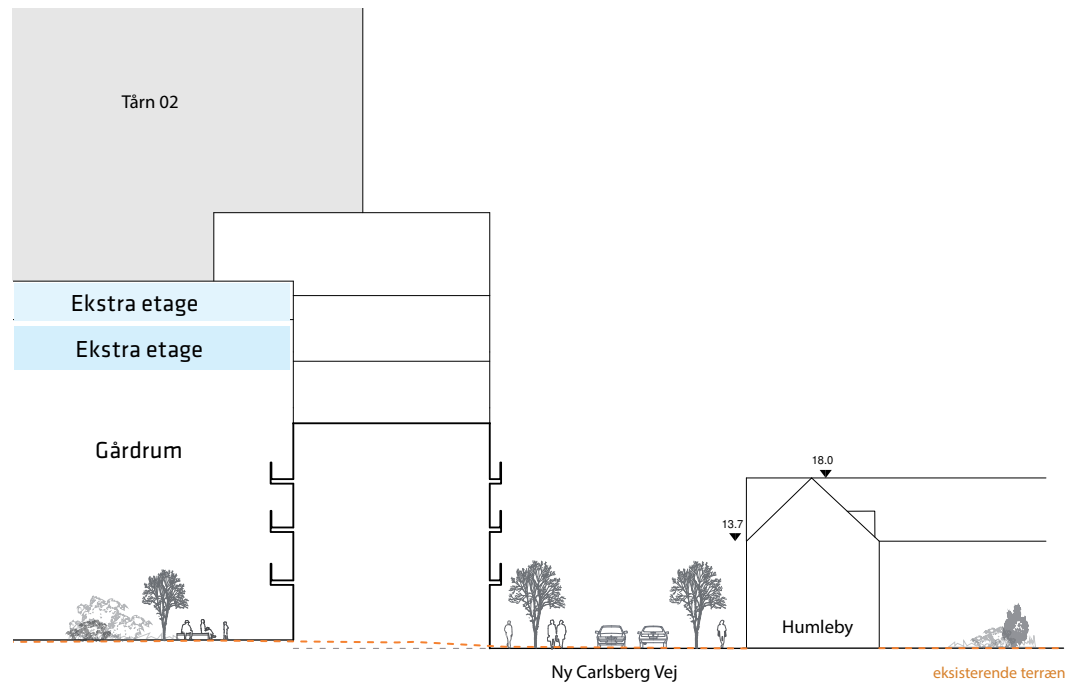 Tårn 02
Ekstra etage
Ekstra etage
Gårdrum
18.0
13.7
Humleby
Ny Carlsberg Vej
eksisterende terræn